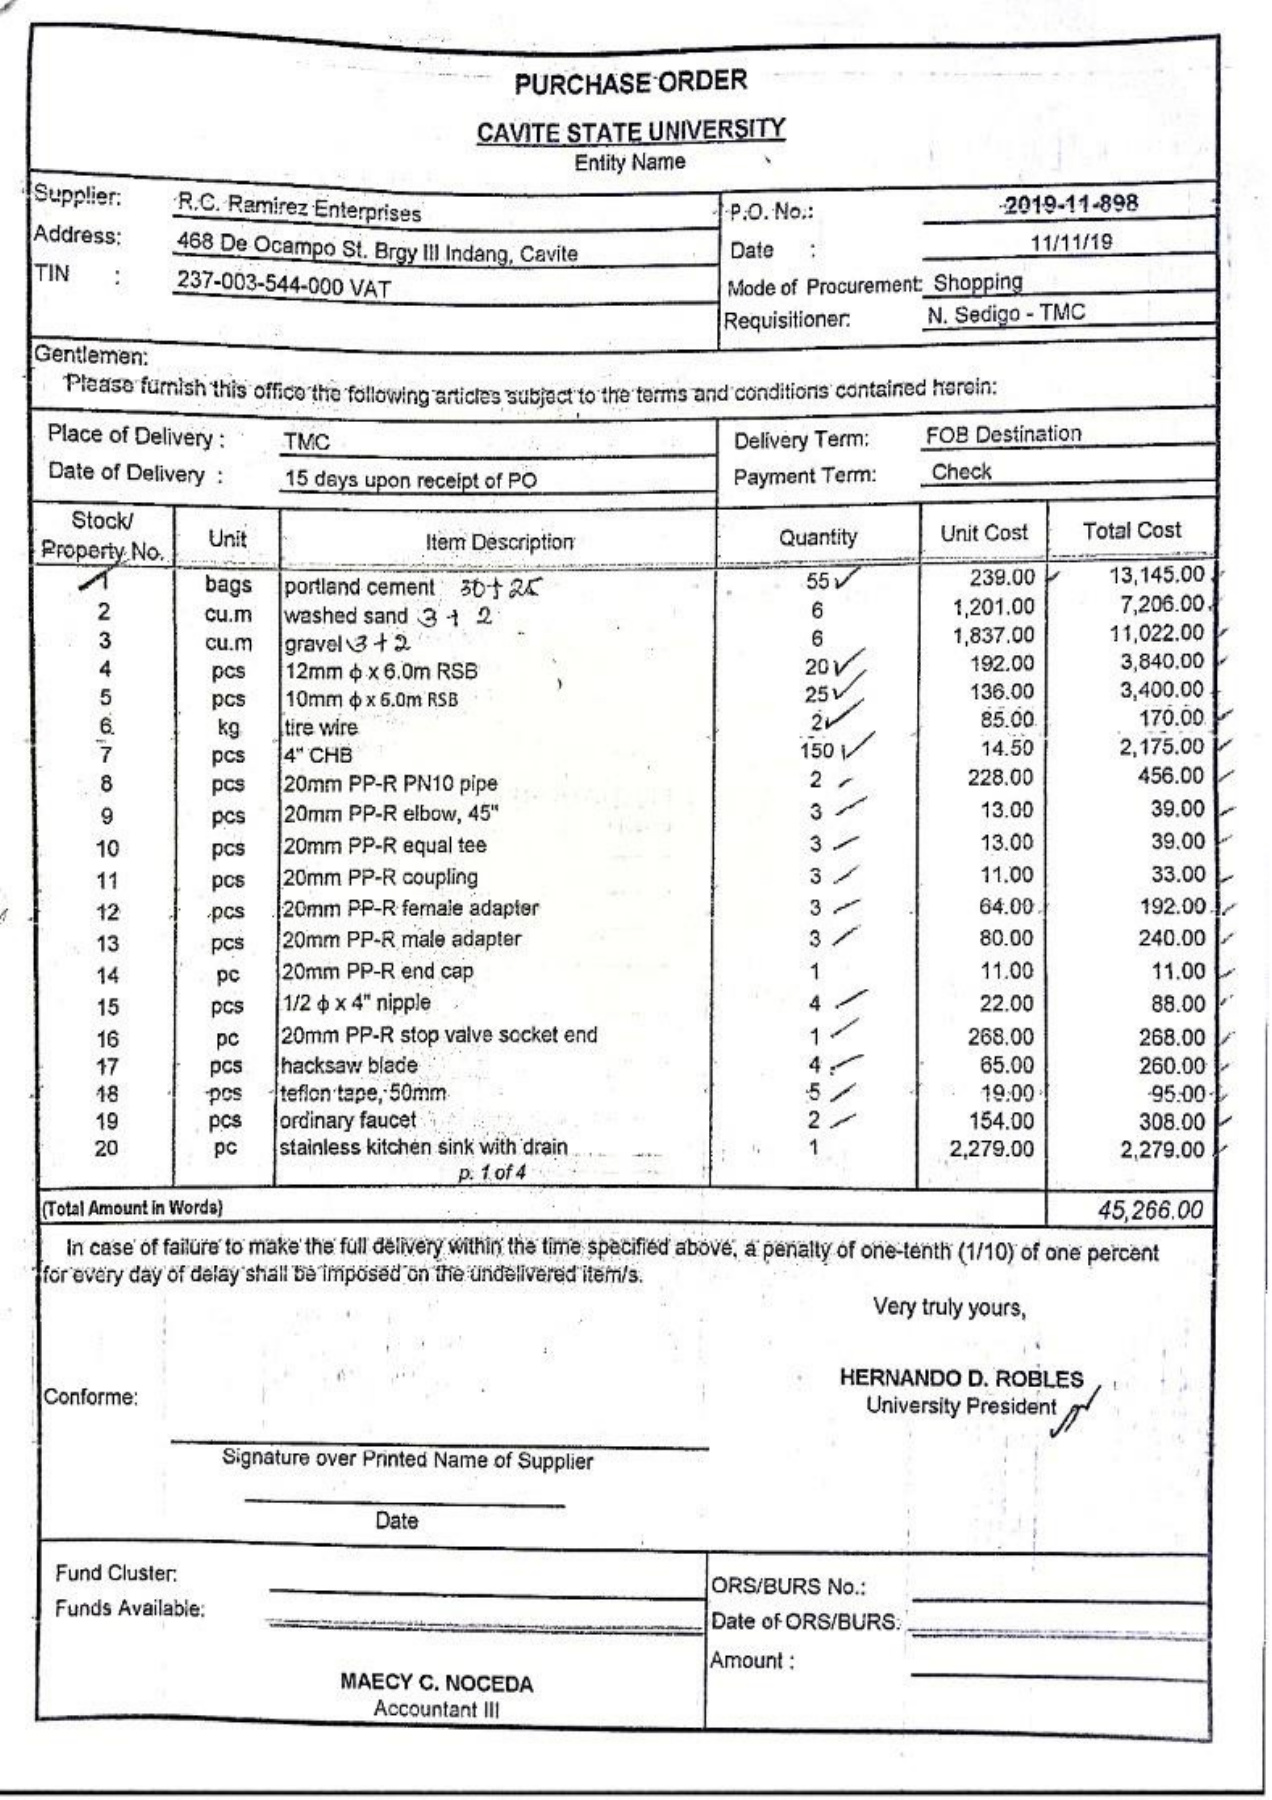 PURCHASE ORDER
CAVITE STATE UNIVERSITY
Entity Name
Supplier: R.C. Ramirez Enterprises P.O. No.: 2019-11-898
Address: 468 De Ocampo St. Brgy III Indang, Cavite Date : 11/11/19
TIN : 237-003-544-000 VAT Mode of Procurement: Shopping
Requisitioner: N. Sedigo - TMC
Gentlemen:
Please furnish this office the following articles subject to the terms and conditions contained herein:
Place of Delivery : TMC Delivery Term: FOB Destination
Date of Delivery : 15 days upon receipt of PO Payment Term: Check
Stock/ Property No. Unit Item Description Quantity Unit Cost Total Cost
1 bags portland cement 30+25 55 239.00 13,145.00
2 cu.m washed sand 3+2 6 1,201.00 7,206.00
3 cu.m gravel 3+2 6 1,837.00 11,022.00
4 pcs 12mm ϕ x 6.0m RSB 20 192.00 3,840.00
5 pcs 10mm ϕ x 6.0m RSB 25 136.00 3,400.00
6 kg tire wire 2 85.00 170.00
7 pcs 4" CHB 150 14.50 2,175.00
8 pcs 20mm PP-R PN10 pipe 2 228.00 456.00
9 pcs 20mm PP-R elbow, 45" 3 13.00 39.00
10 pcs 20mm PP-R equal tee 3 13.00 39.00
11 pcs 20mm PP-R coupling 3 11.00 33.00
12 pcs 20mm PP-R female adapter 3 64.00 192.00
13 pcs 20mm PP-R male adapter 3 80.00 240.00
14 pc 20mm PP-R end cap 1 11.00 11.00
15 pcs 1/2 ϕ x 4" nipple 4 22.00 88.00
16 pc 20mm PP-R stop valve socket end 1 268.00 268.00
17 pcs hacksaw blade 4 65.00 260.00
18 pcs teflon tape, 50mm 5 19.00 95.00
19 pcs ordinary faucet 2 154.00 308.00
20 pc stainless kitchen sink with drain 1 2,279.00 2,279.00
p. 1 of 4
(Total Amount in Words) 45,266.00
In case of failure to make the full delivery within the time specified above, a penalty of one-tenth (1/10) of one percent
for every day of delay shall be imposed on the undelivered item/s.
Very truly yours,
HERNANDO D. ROBLES
Conforme: University President
Signature over Printed Name of Supplier
Date
Fund Cluster: ORS/BURS No.:
Funds Available: Date of ORS/BURS:
Amount :
MAECY C. NOCEDA
Accountant III